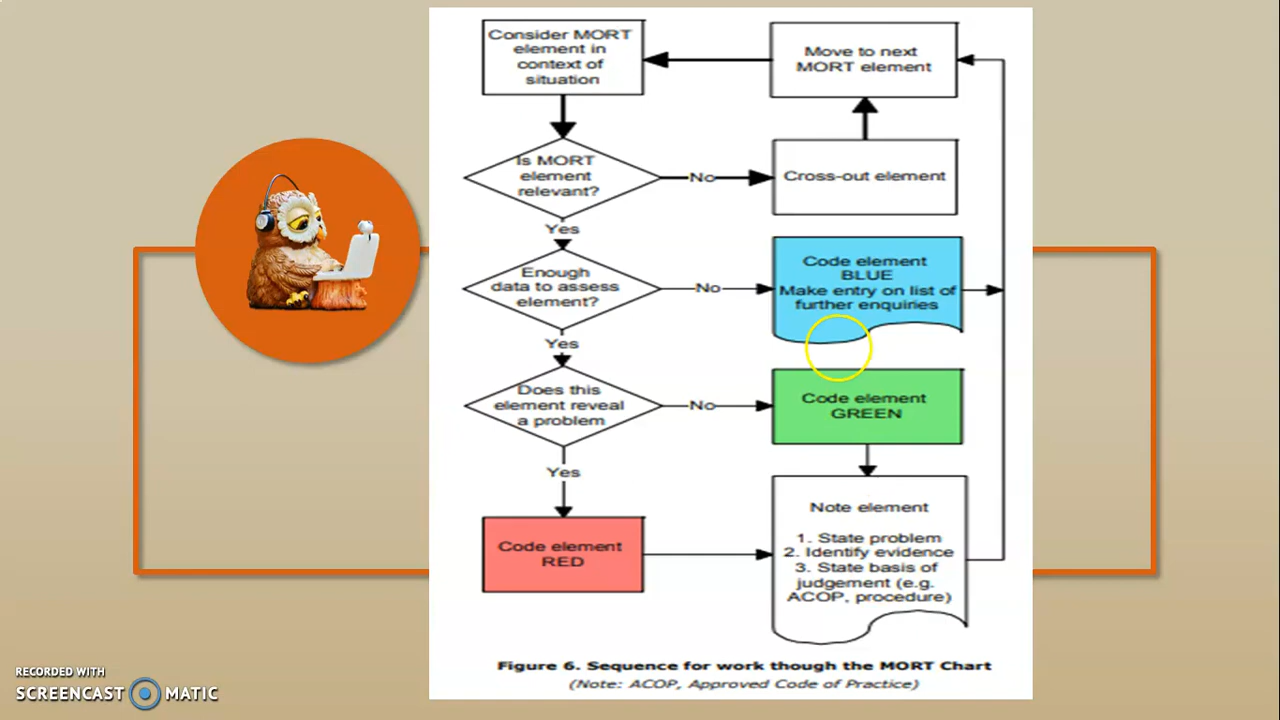 Consider MORT
element in
context of
situation
Move to next
MORT element
Is MORT
element
relevant?
No
Cross-out element
Yes
Enough
data to assess
element?
No
Code element
BLUE
Make entry on list of
further enquiries
Yes
Does this
element reveal
a problem
No
Code element
GREEN
Yes
Code element
RED
Note element
1. State problem
2. Identify evidence
3. State basis of
judgement (e.g.
ACOP, procedure)
Figure 6. Sequence for work though the MORT Chart
(Note: ACOP, Approved Code of Practice)
RECORDED WITH
SCREENCAST MATIC